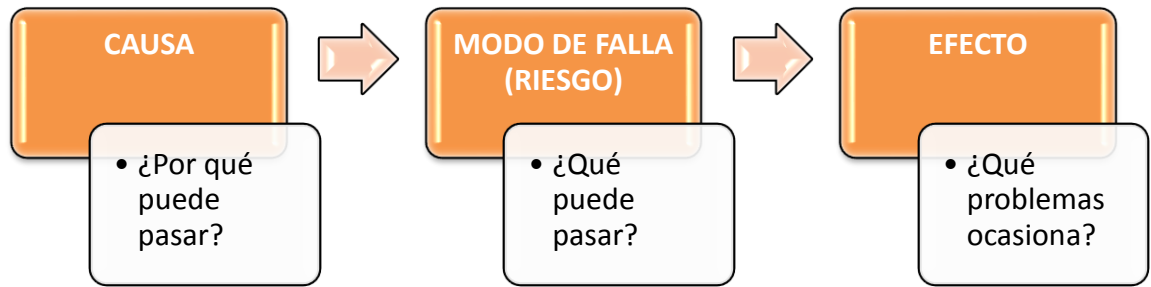 CAUSA
• ¿Por qué
puede
pasar?
MODO DE FALLA
(RIESGO)
• ¿Qué
puede
pasar?
EFECTO
• ¿Qué
problemas
ocasiona?